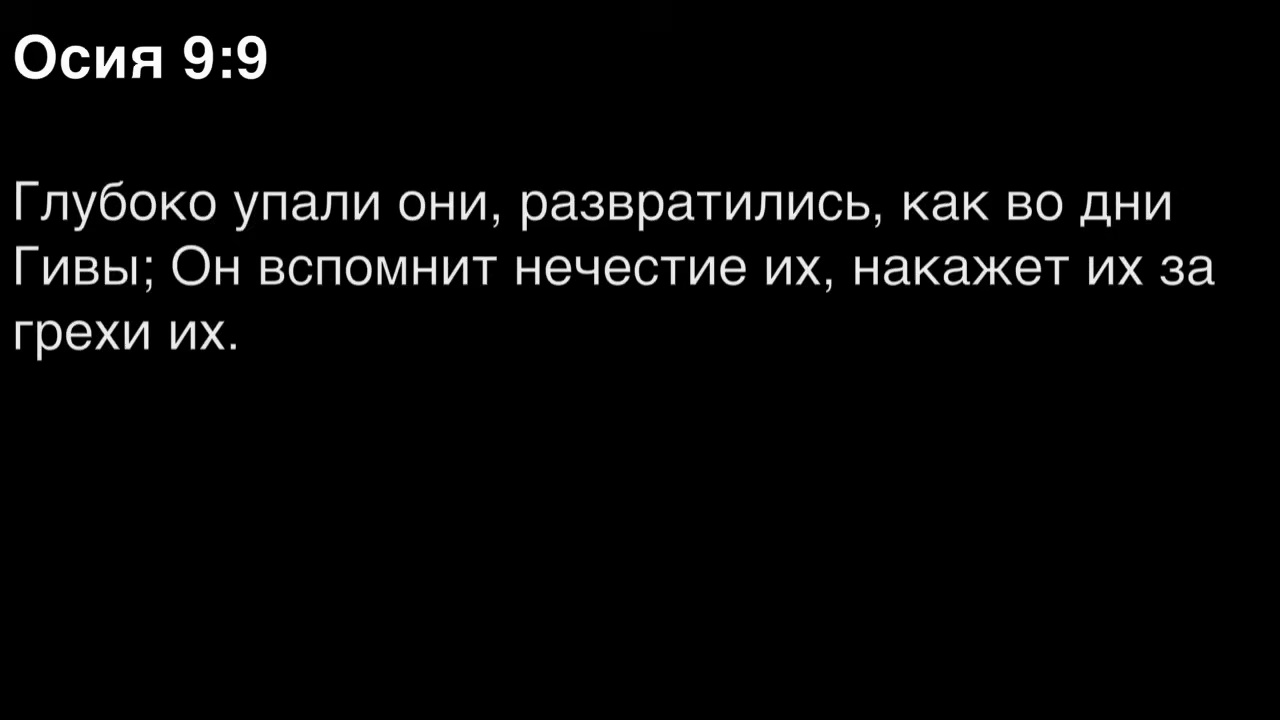 Осия 9:9
Глубоко упали они, развратились, как во дни
Гивы; Он вспомнит нечестие их, накажет их за
грехи их.